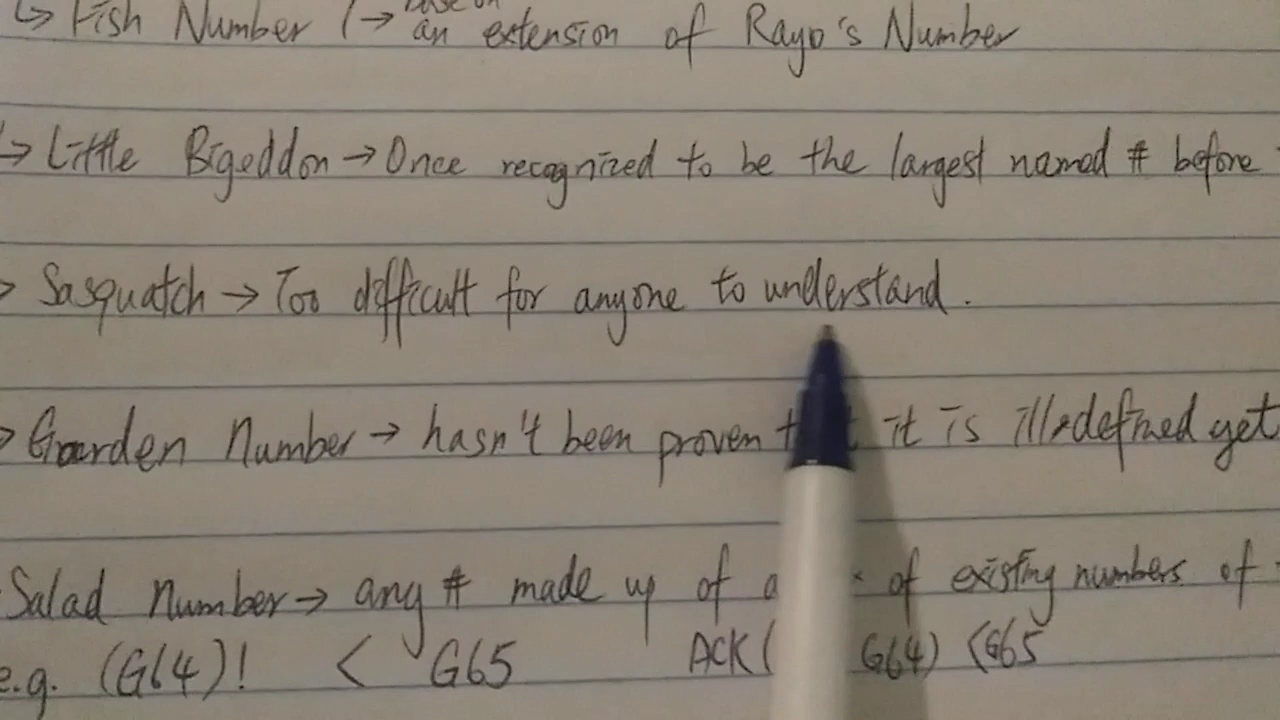 ↳ Fish Number (→ an extension of Rayo's Number
→ Little Bigeddon → Once recognized to be the largest named # before
> Sasquatch → Too difficult for anyone to understand.
> Garden Number → hasn't been proven it is ill-defined yet
Salad Number → any # made up of of existing numbers of
e.g. (G64)! < G65 ACK( G64) < G65